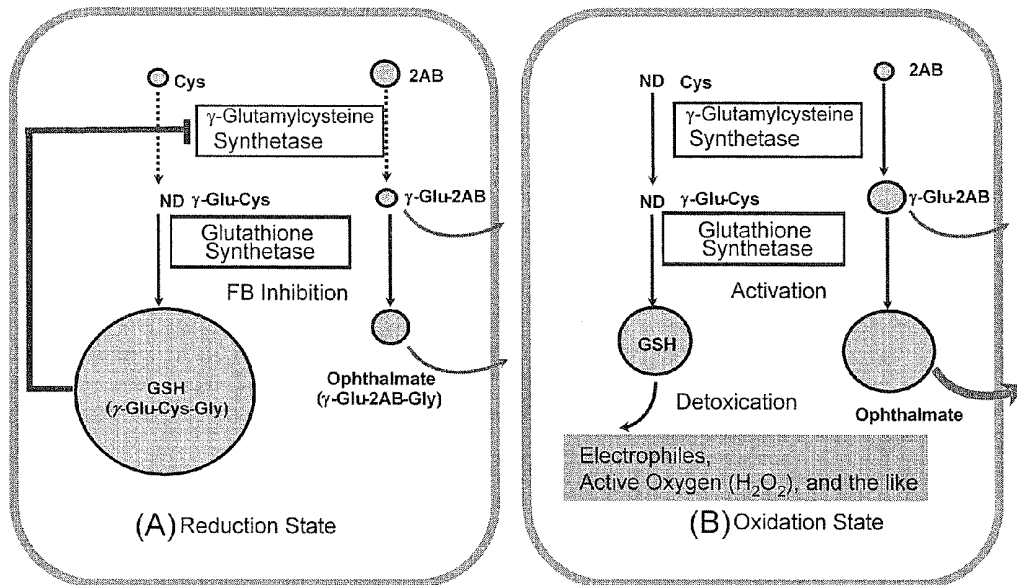 Cys
2AB
γ-Glutamylcysteine
Synthetase
ND γ-Glu-Cys
γ-Glu-2AB
Glutathione
Synthetase
FB Inhibition
GSH
(γ-Glu-Cys-Gly)
Ophthalmate
(γ-Glu-2AB-Gly)
(A) Reduction State
ND Cys
2AB
γ-Glutamylcysteine
Synthetase
ND γ-Glu-Cys
γ-Glu-2AB
Glutathione
Synthetase
Activation
GSH
Detoxication
Ophthalmate
Electrophiles,
Active Oxygen (H₂O₂), and the like
(B) Oxidation State